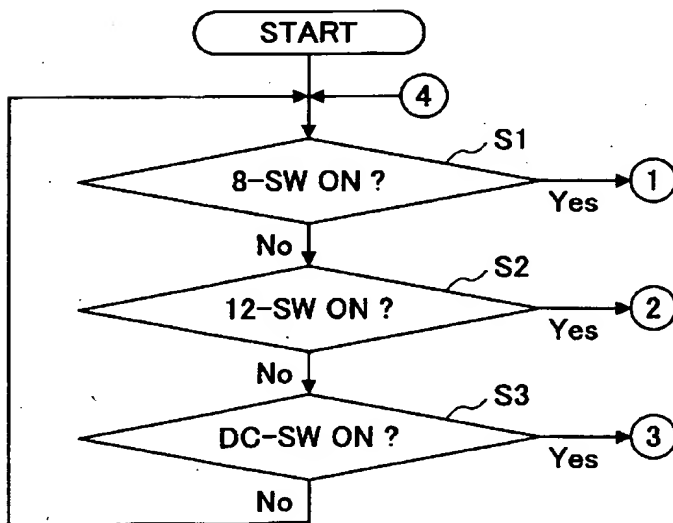 START
4
S1
8-SW ON ?
1
Yes
No
S2
12-SW ON ?
2
Yes
No
S3
DC-SW ON ?
3
Yes
No